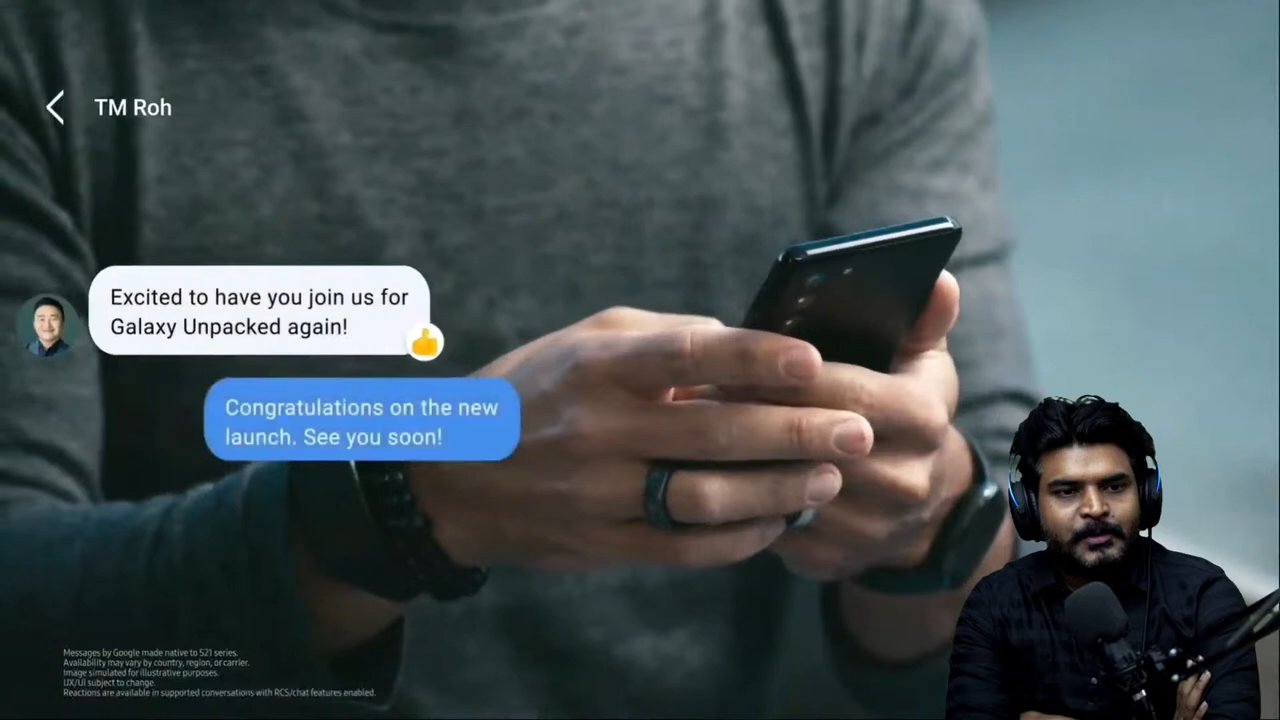 TM Roh
Excited to have you join us for
Galaxy Unpacked again!
Congratulations on the new
launch. See you soon!
Messages by Google made native to S21 series.
Availability may vary by country, region, or carrier.
Image simulated for illustrative purposes.
UX/UI subject to change.
Reactions are available in supported conversations with RCS/chat features enabled.